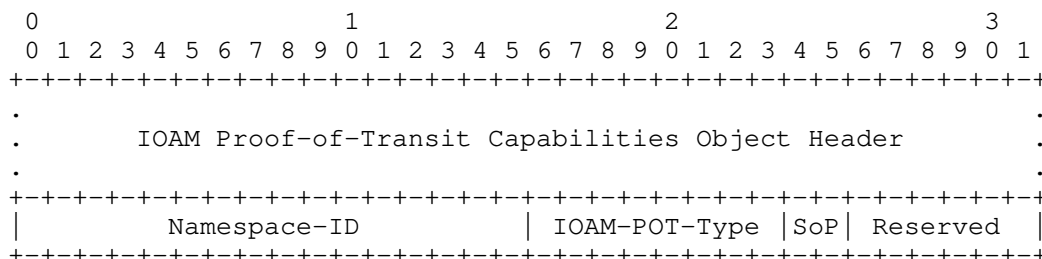 0                   1                   2                   3
 0 1 2 3 4 5 6 7 8 9 0 1 2 3 4 5 6 7 8 9 0 1 2 3 4 5 6 7 8 9 0 1
+-+-+-+-+-+-+-+-+-+-+-+-+-+-+-+-+-+-+-+-+-+-+-+-+-+-+-+-+-+-+-+-+
.                                                               .
.       IOAM Proof-of-Transit Capabilities Object Header        .
.                                                               .
+-+-+-+-+-+-+-+-+-+-+-+-+-+-+-+-+-+-+-+-+-+-+-+-+-+-+-+-+-+-+-+-+
|         Namespace-ID          | IOAM-POT-Type |SoP| Reserved  |
+-+-+-+-+-+-+-+-+-+-+-+-+-+-+-+-+-+-+-+-+-+-+-+-+-+-+-+-+-+-+-+-+